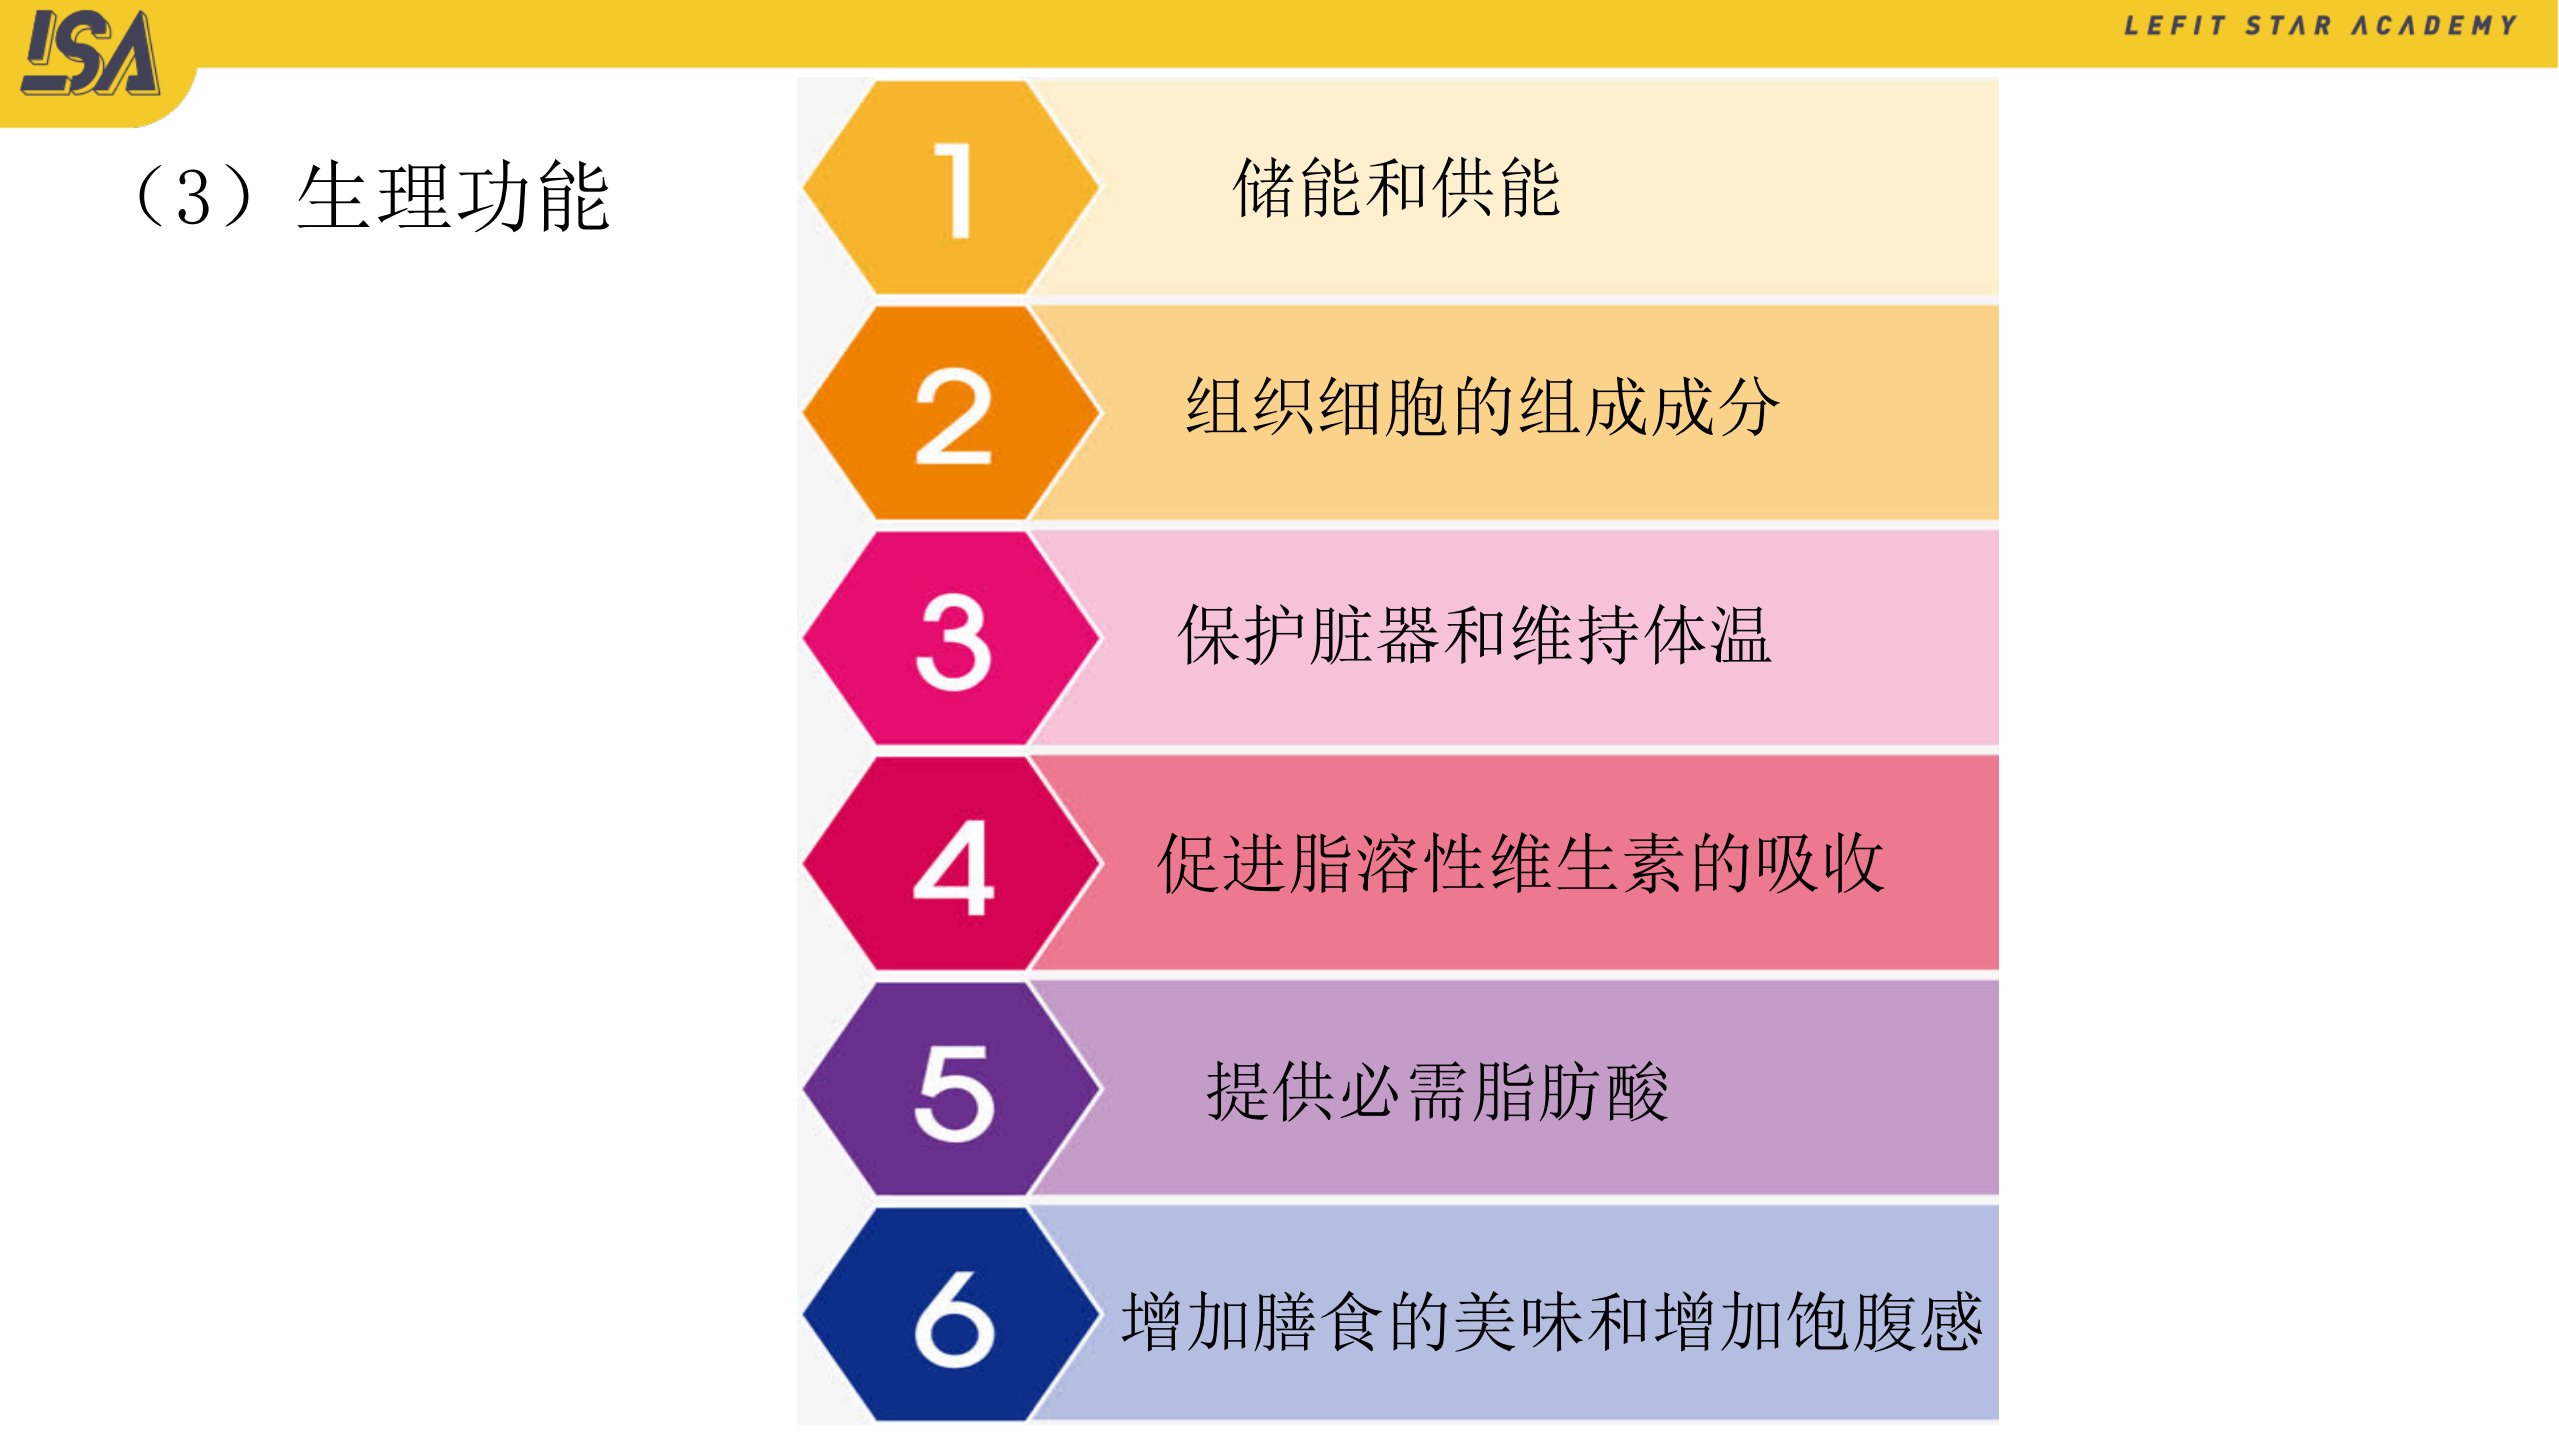 LSA
LEFIT STAR ACADEMY
（3）生理功能
1 储能和供能
2 组织细胞的组成成分
3 保护脏器和维持体温
4 促进脂溶性维生素的吸收
5 提供必需脂肪酸
6 增加膳食的美味和增加饱腹感